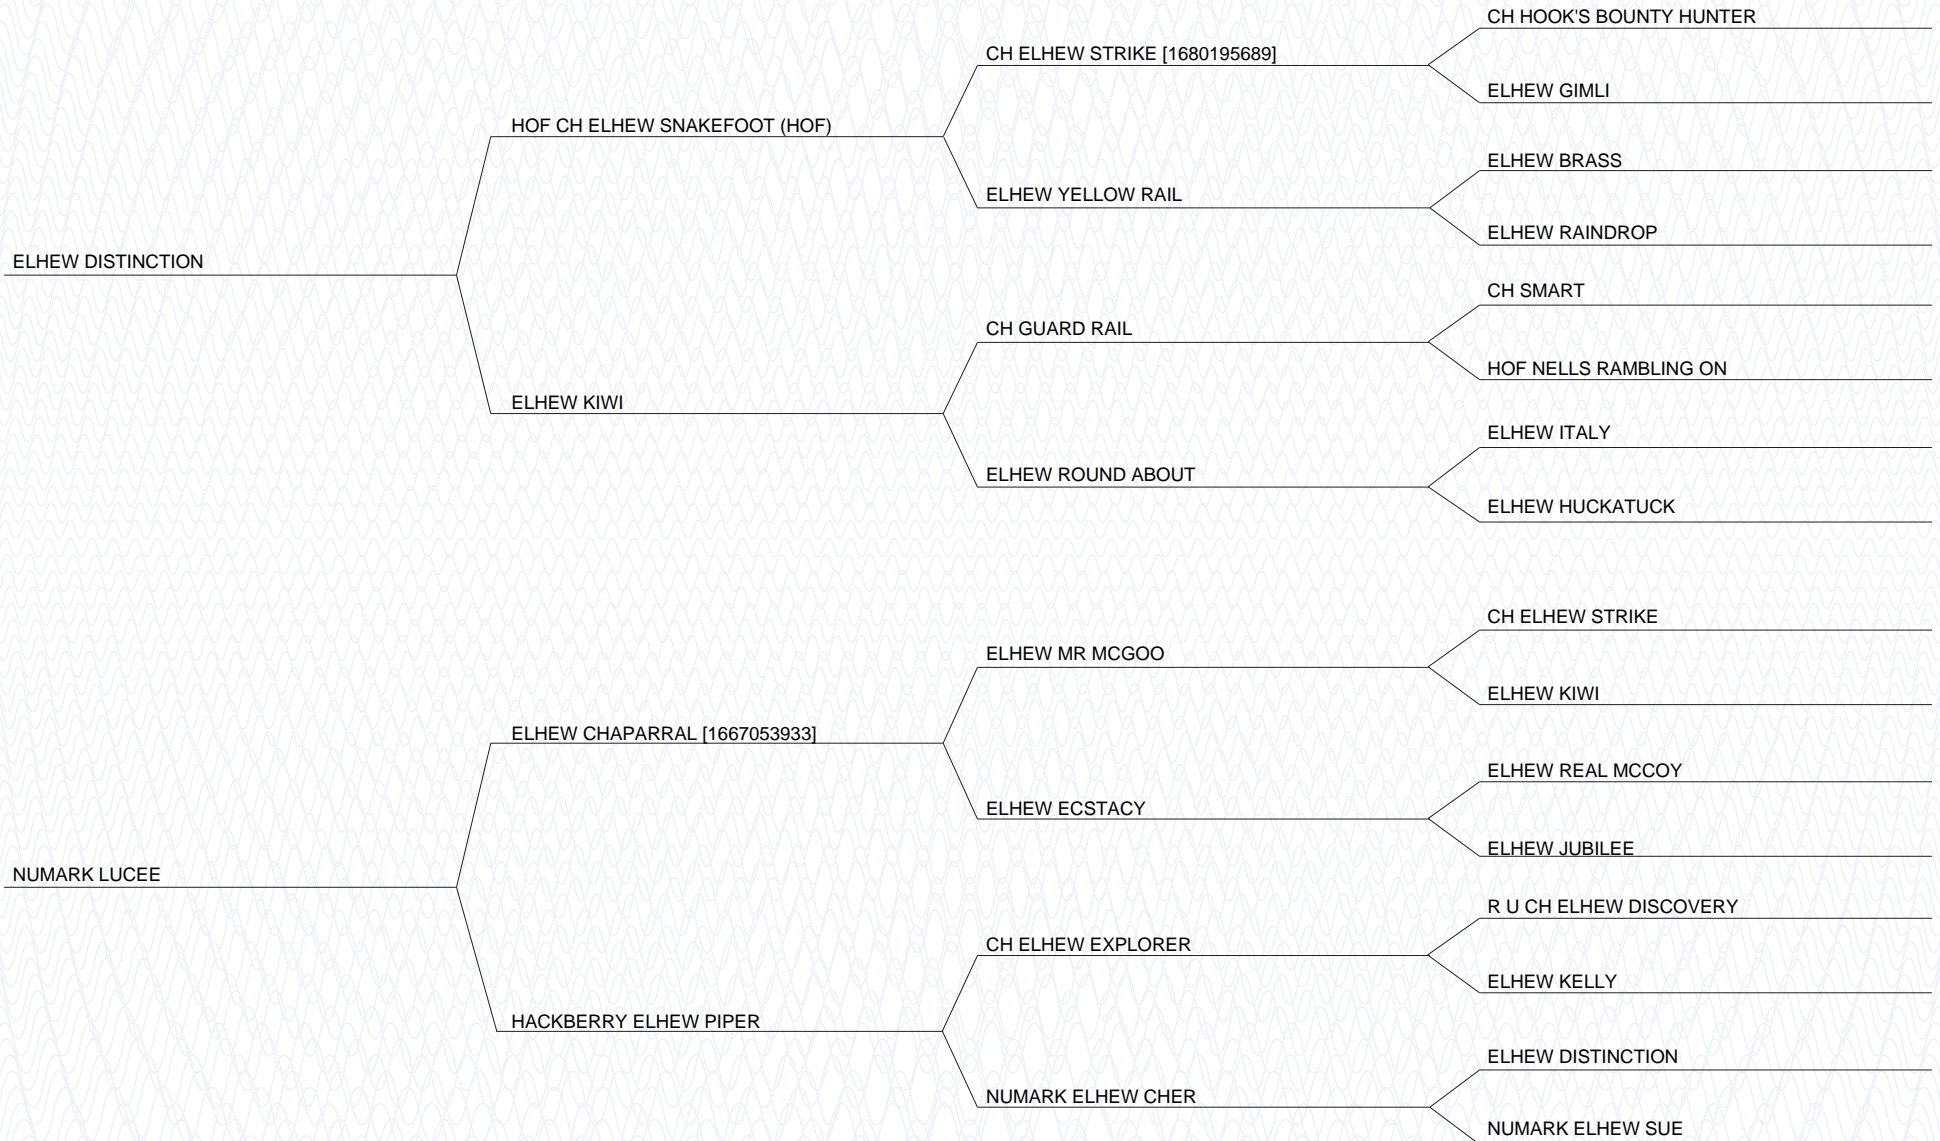 CH HOOK'S BOUNTY HUNTER
CH ELHEW STRIKE [1680195689]
ELHEW GIMLI
HOF CH ELHEW SNAKEFOOT (HOF)
ELHEW BRASS
ELHEW YELLOW RAIL
ELHEW RAINDROP
ELHEW DISTINCTION
CH SMART
CH GUARD RAIL
HOF NELLS RAMBLING ON
ELHEW KIWI
ELHEW ITALY
ELHEW ROUND ABOUT
ELHEW HUCKATUCK
CH ELHEW STRIKE
ELHEW MR MCGOO
ELHEW KIWI
ELHEW CHAPARRAL [1667053933]
ELHEW REAL MCCOY
ELHEW ECSTACY
ELHEW JUBILEE
NUMARK LUCEE
R U CH ELHEW DISCOVERY
CH ELHEW EXPLORER
ELHEW KELLY
HACKBERRY ELHEW PIPER
ELHEW DISTINCTION
NUMARK ELHEW CHER
NUMARK ELHEW SUE